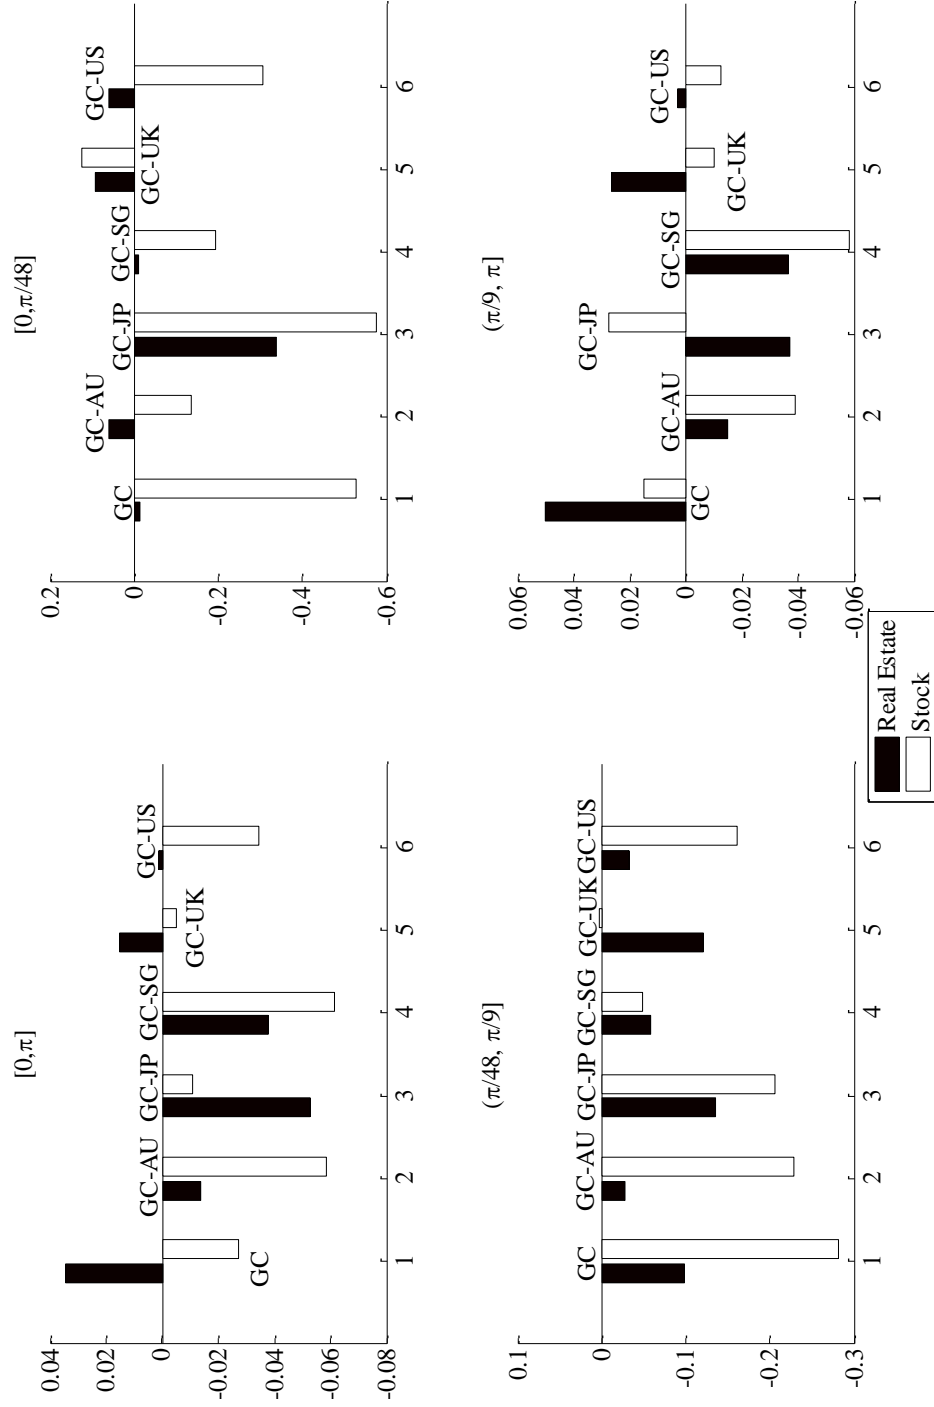 [0,π]
0.04
0.02
0
-0.02
-0.04
-0.06
-0.08
GC
GC-AU
GC-JP
GC-SG
GC-UK
GC-US
1 2 3 4 5 6
[0,π/48]
0.2
0
-0.2
-0.4
-0.6
GC
GC-AU
GC-JP
GC-SG
GC-UK
GC-US
1 2 3 4 5 6
(π/48, π/9]
0.1
0
-0.1
-0.2
-0.3
GC
GC-AU
GC-JP
GC-SG
GC-UK
GC-US
1 2 3 4 5 6
(π/9, π]
0.06
0.04
0.02
0
-0.02
-0.04
-0.06
GC
GC-AU
GC-JP
GC-SG
GC-UK
GC-US
1 2 3 4 5 6
Real Estate
Stock